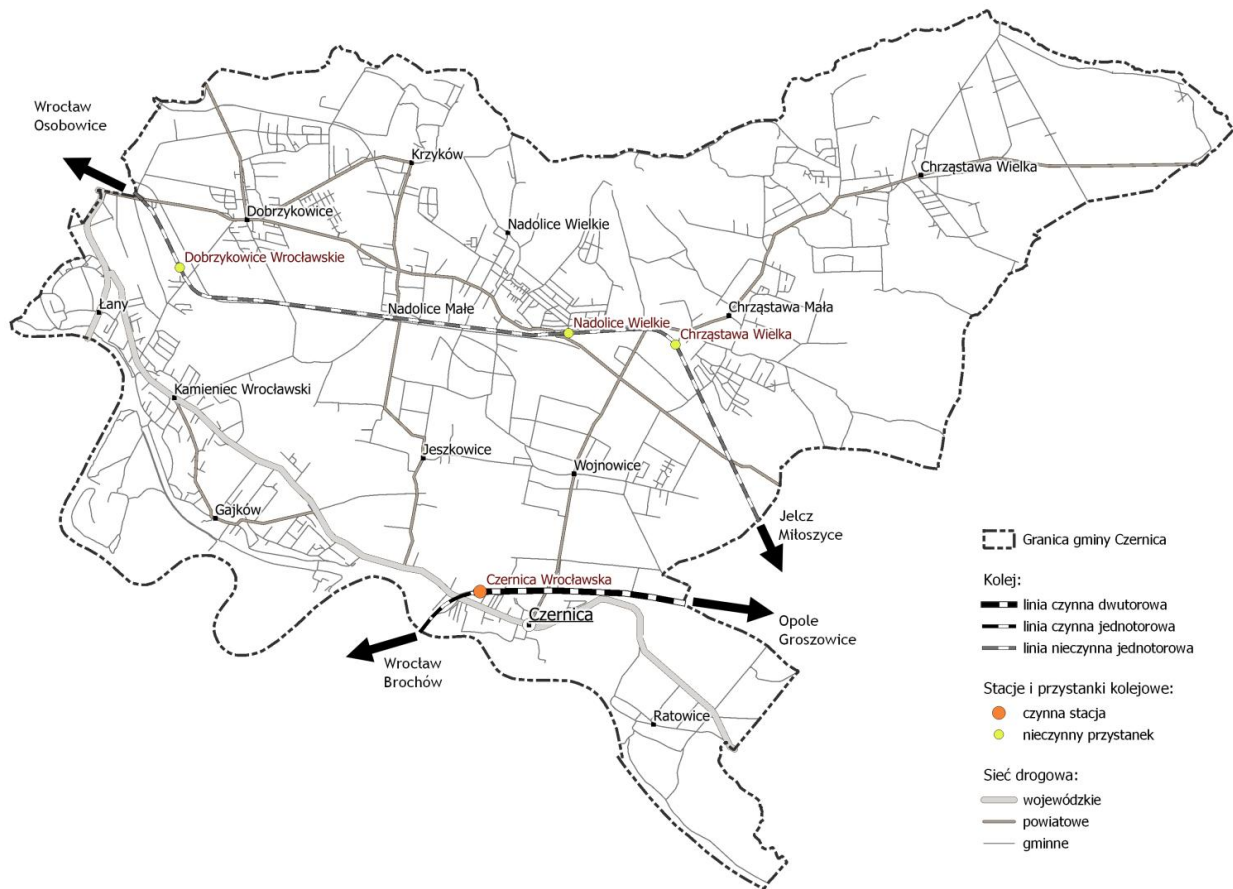 Wrocław
Osobowice
Krzyków
Chrząstawa Wielka
Dobrzykowice
Nadolice Wielkie
Dobrzykowice Wrocławskie
Łany
Nadolice Małe
Chrząstawa Mała
Nadolice Wielkie
Chrząstawa Wielka
Kamieniec Wrocławski
Jeszkowice
Wojnowice
Gajków
Jelcz
Miłoszyce
Czernica Wrocławska
Czernica
Opole
Groszowice
Wrocław
Brochów
Ratowice
Granica gminy Czernica
Kolej:
linia czynna dwutorowa
linia czynna jednotorowa
linia nieczynna jednotorowa
Stacje i przystanki kolejowe:
czynna stacja
nieczynny przystanek
Sieć drogowa:
wojewódzkie
powiatowe
gminne